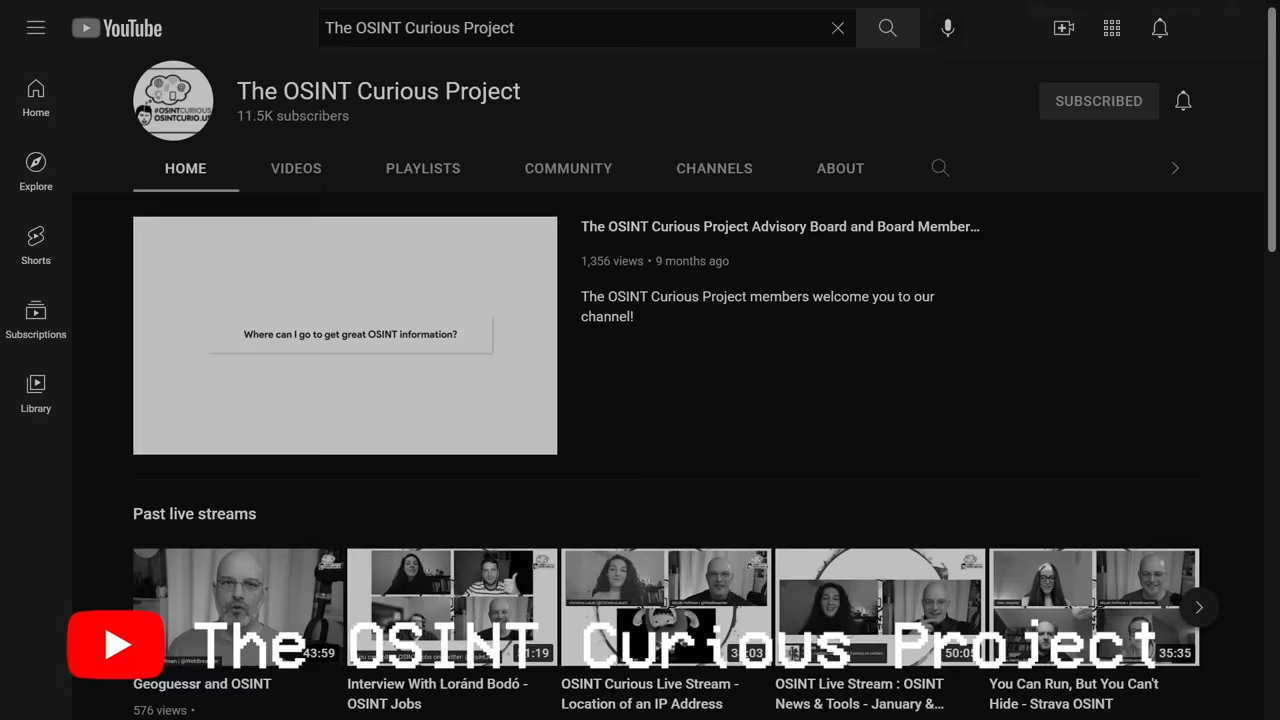 YouTube
The OSINT Curious Project
The OSINT Curious Project
11.5K subscribers
SUBSCRIBED
#OSINTCURIOUS
OSINTCURIO.US
Home
Explore
Shorts
Subscriptions
Library
HOME VIDEOS PLAYLISTS COMMUNITY CHANNELS ABOUT
Where can I go to get great OSINT information?
The OSINT Curious Project Advisory Board and Board Member...
1,356 views • 9 months ago
The OSINT Curious Project members welcome you to our
channel!
Past live streams
The OSINT Curious Project
43:59
35:35
Geoguessr and OSINT
576 views •
Interview With Loránd Bodó -
OSINT Jobs
OSINT Curious Live Stream -
Location of an IP Address
OSINT Live Stream : OSINT
News & Tools - January &...
You Can Run, But You Can't
Hide - Strava OSINT